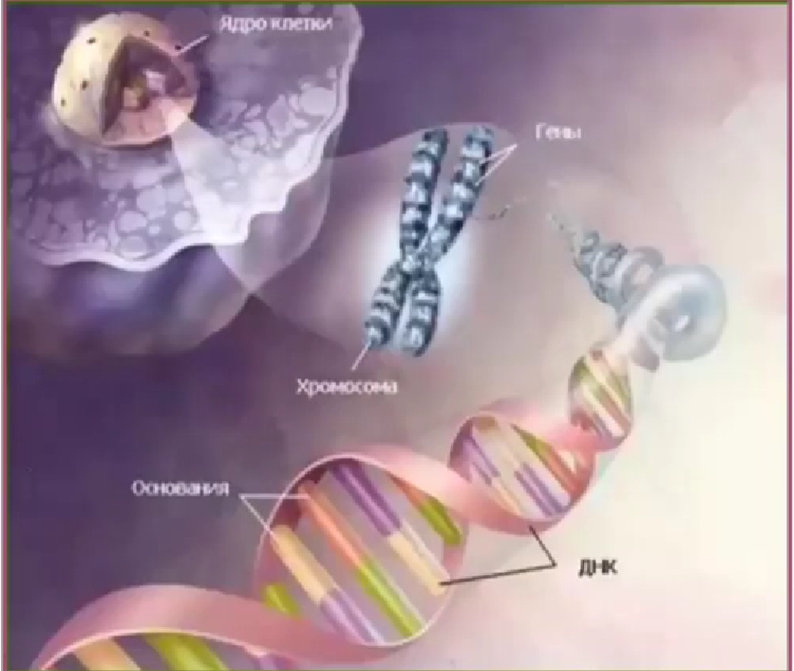 Ядро клетки
Гены
Хромосома
Основания
ДНК